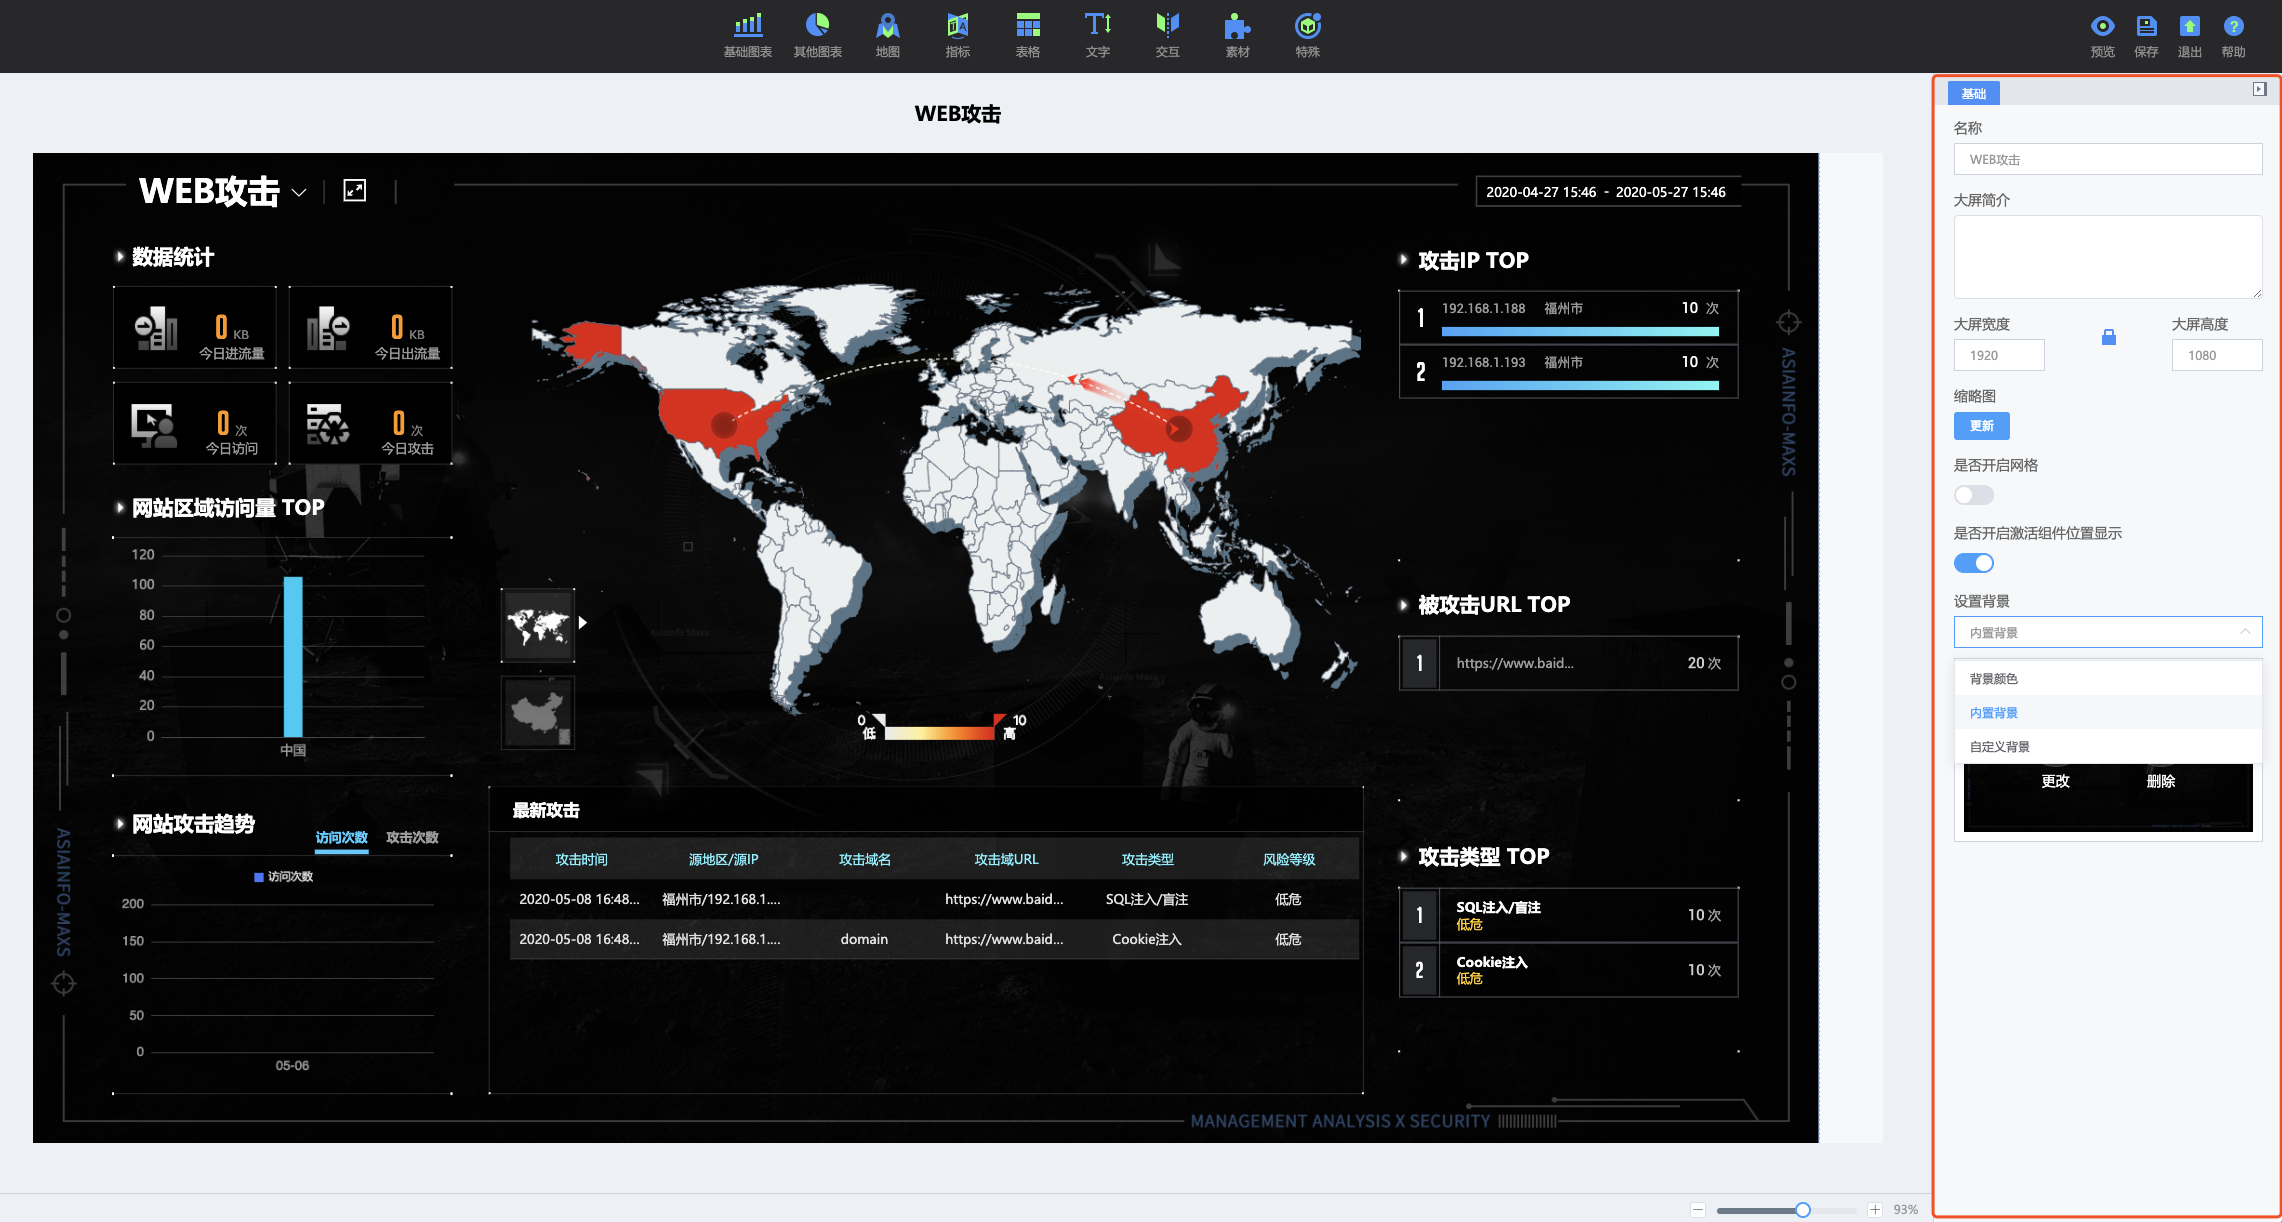 基础图表 其他图表 地图 指标 表格 文字 交互 素材 特殊 预览 保存 退出 帮助
WEB攻击
WEB攻击
2020-04-27 15:46 - 2020-05-27 15:46
数据统计
0 KB
今日进流量
0 KB
今日出流量
0 次
今日访问
0 次
今日攻击
网站区域访问量 TOP
120
100
80
60
40
20
0
中国
网站攻击趋势
访问次数 攻击次数
访问次数
200
150
100
50
0
05-06
ASIAINFO-MAXS
0 10
低 高
最新攻击
攻击时间 源地区/源IP 攻击域名 攻击域URL 攻击类型 风险等级
2020-05-08 16:48... 福州市/192.168.1.... https://www.baid... SQL注入/盲注 低危
2020-05-08 16:48... 福州市/192.168.1.... domain https://www.baid... Cookie注入 低危
攻击IP TOP
1 192.168.1.188 福州市 10 次
2 192.168.1.193 福州市 10 次
被攻击URL TOP
1 https://www.baid... 20 次
攻击类型 TOP
1 SQL注入/盲注 10 次
低危
2 Cookie注入 10 次
低危
ASIAINFO-MAXS
MANAGEMENT ANALYSIS X SECURITY
93%
基础
名称
WEB攻击
大屏简介
大屏宽度 大屏高度
1920 1080
缩略图
更新
是否开启网格
是否开启激活组件位置显示
设置背景
内置背景
背景颜色
内置背景
自定义背景
更改 删除